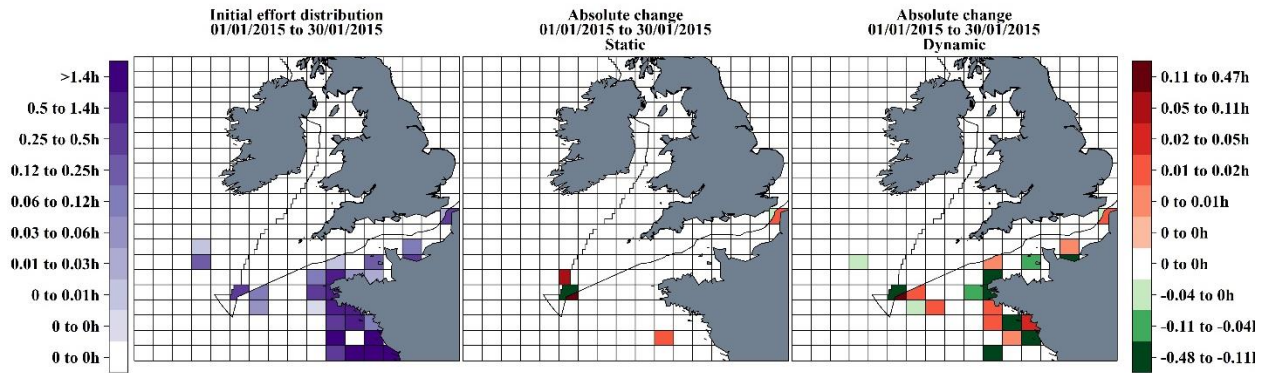 Initial effort distribution
01/01/2015 to 30/01/2015
Absolute change
01/01/2015 to 30/01/2015
Static
Absolute change
01/01/2015 to 30/01/2015
Dynamic
>1.4h
0.5 to 1.4h
0.25 to 0.5h
0.12 to 0.25h
0.06 to 0.12h
0.03 to 0.06h
0.01 to 0.03h
0 to 0.01h
0 to 0h
0 to 0h
0.11 to 0.47h
0.05 to 0.11h
0.02 to 0.05h
0.01 to 0.02h
0 to 0.01h
0 to 0h
0 to 0h
-0.04 to 0h
-0.11 to -0.04l
-0.48 to -0.11l